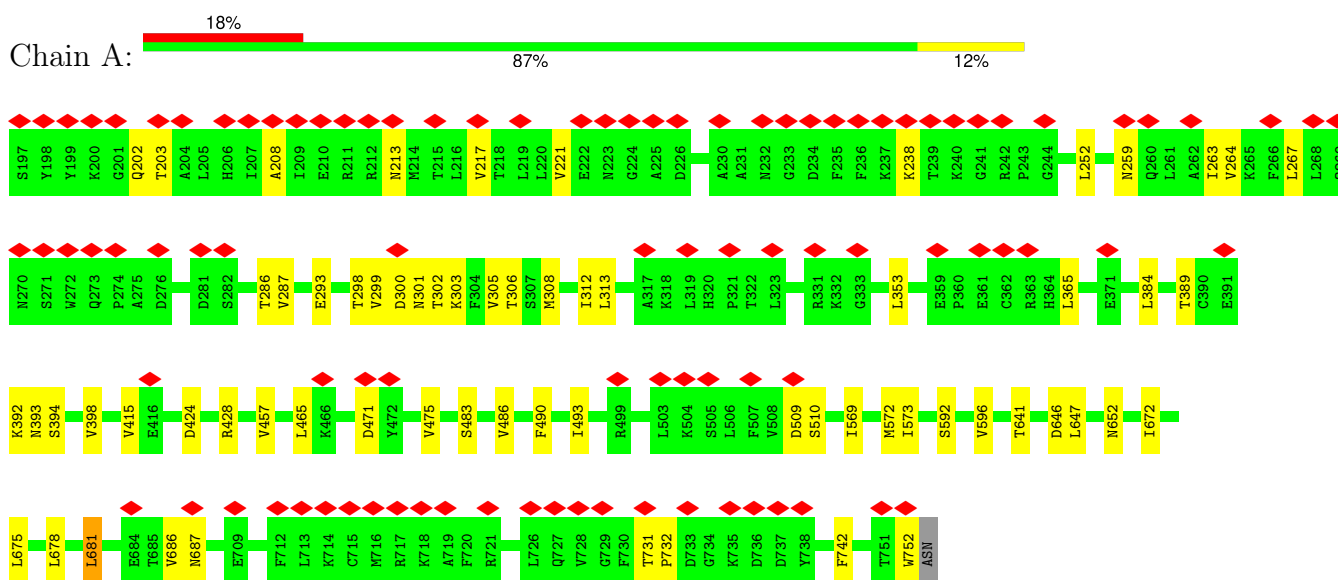 18%
Chain A:
87% 12%
S197 Y198 Y199 K200 G201 Q202 T203 A204 L205 H206 I207 A208 I209 E210 R211 R212 N213 M214 T215 L216 V217 T218 L219 L220 V221 E222 N223 G224 A225 D226 A230 A231 N232 G233 D234 F235 F236 K237 K238 T239 K240 G241 R242 P243 G244 L252 N259 Q260 L261 A262 I263 V264 K265 F266 L267 L268
N270 S271 W272 Q273 P274 A275 D276 D281 S282 T286 V287 E293 T298 V299 D300 N301 T302 K303 F304 V305 T306 S307 M308 I312 L313 A317 K318 L319 H320 P321 T322 L323 R331 K332 G333 L353 E359 P360 E361 C362 R363 H364 L365 E371 L384 T389 C390 E391
K392 N393 S394 V398 V415 E416 D424 R428 V457 L465 K466 D471 Y472 V475 S483 V486 F490 I493 R499 L503 K504 S505 L506 F507 V508 D509 S510 I569 M572 I573 S592 V596 T641 D646 L647 N652 I672
L675 L678 L681 E684 T685 V686 N687 E709 F712 L713 K714 C715 M716 R717 K718 A719 F720 R721 L726 Q727 V728 G729 F730 T731 P732 D733 G734 K735 D736 D737 Y738 F742 T751 W752 ASN